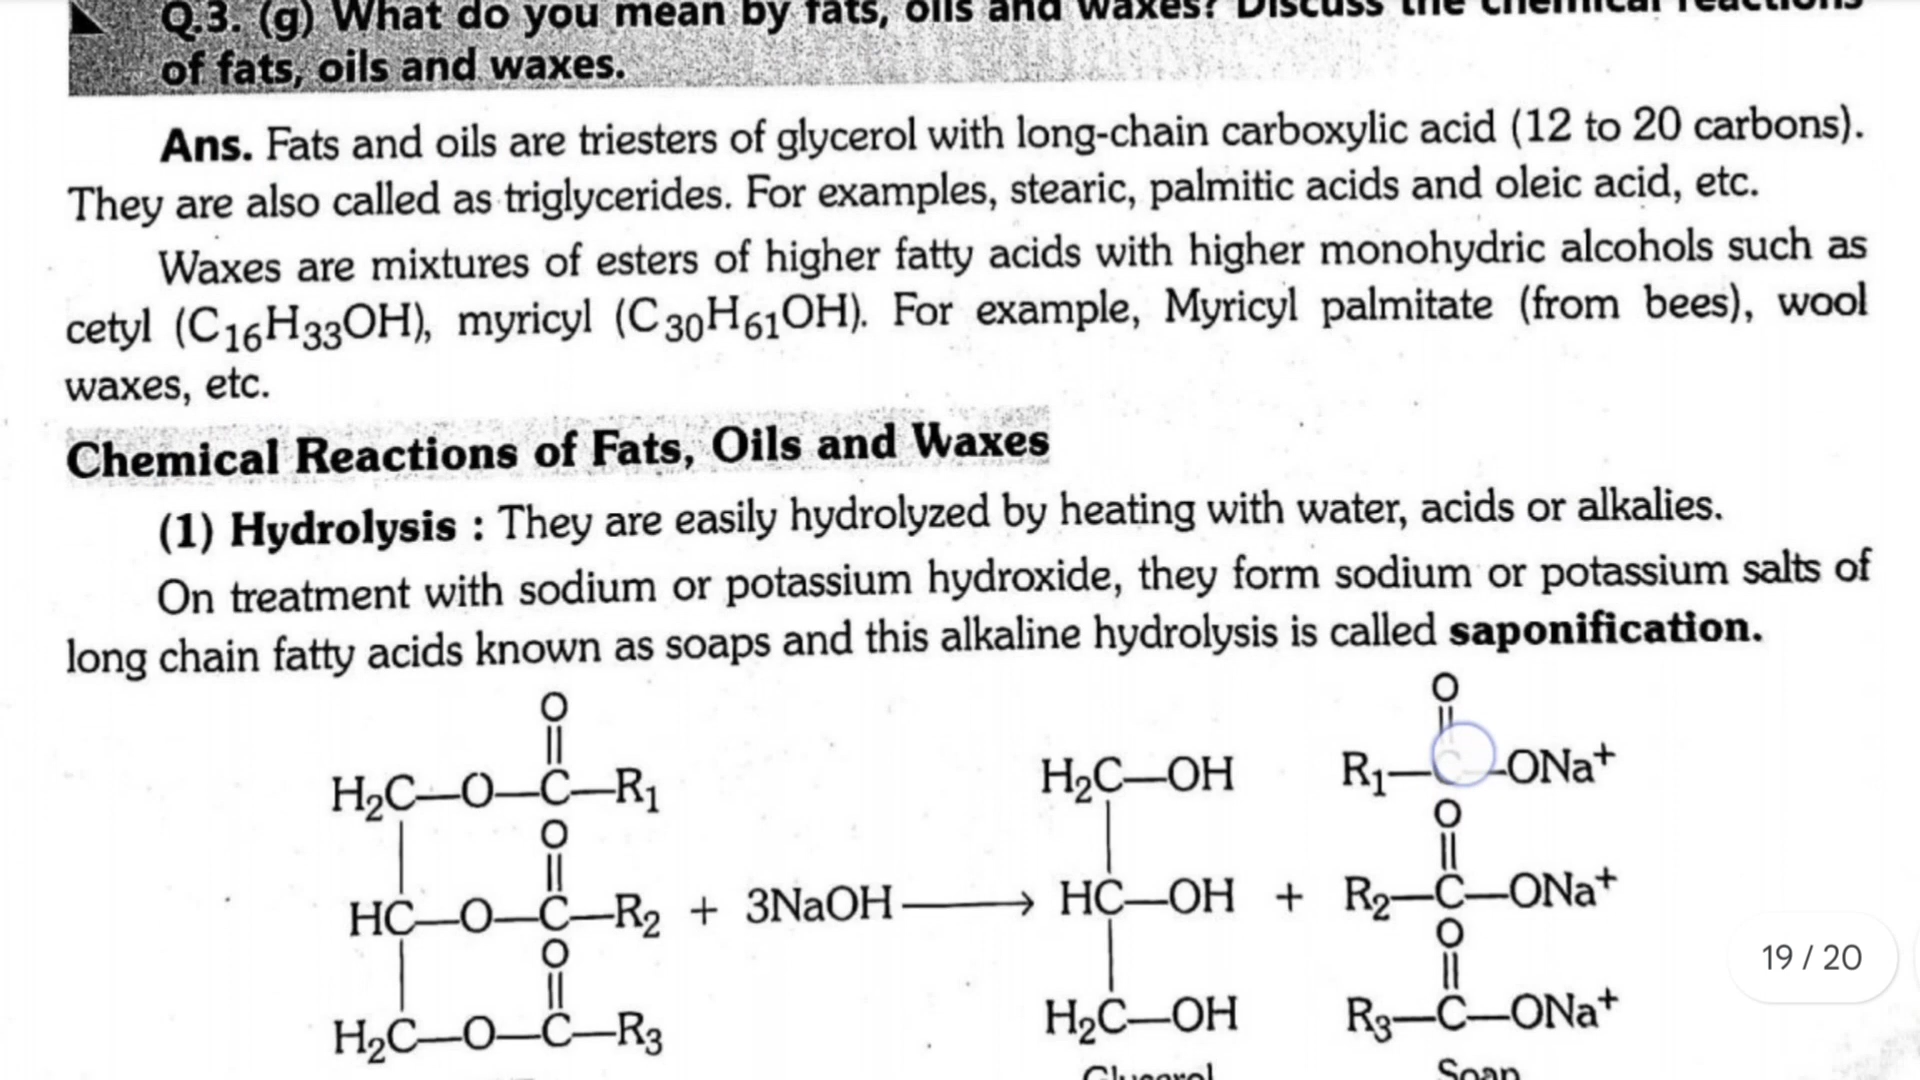 Q.3. (g) What do you mean by fats, oils and waxes? Discuss the chemical reactions
of fats, oils and waxes.
Ans. Fats and oils are triesters of glycerol with long-chain carboxylic acid (12 to 20 carbons).
They are also called as triglycerides. For examples, stearic, palmitic acids and oleic acid, etc.
Waxes are mixtures of esters of higher fatty acids with higher monohydric alcohols such as
cetyl (C16H33OH), myricyl (C30H61OH). For example, Myricyl palmitate (from bees), wool
waxes, etc.
Chemical Reactions of Fats, Oils and Waxes
(1) Hydrolysis : They are easily hydrolyzed by heating with water, acids or alkalies.
On treatment with sodium or potassium hydroxide, they form sodium or potassium salts of
long chain fatty acids known as soaps and this alkaline hydrolysis is called saponification.
O O
||  ||
H2C—O—C—R1 H2C—OH R1—C—ONa+
O O
||  ||
HC—O—C—R2 + 3NaOH ⟶ HC—OH + R2—C—ONa+
O O
||  ||
H2C—O—C—R3 H2C—OH R3—C—ONa+
Glycerol Soap
19 / 20